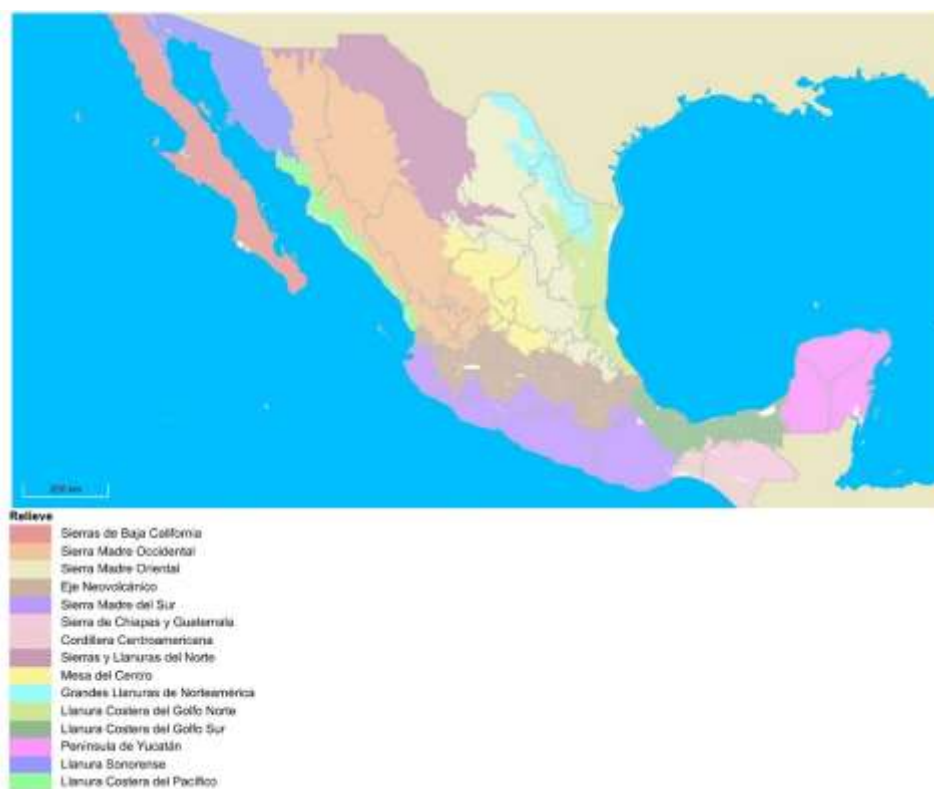 Relieve
Sierras de Baja California
Sierra Madre Occidental
Sierra Madre Oriental
Eje Neovolcánico
Sierra Madre del Sur
Sierra de Chiapas y Guatemala
Cordillera Centroamericana
Sierras y Llanuras del Norte
Mesa del Centro
Grandes Llanuras de Norteamérica
Llanura Costera del Golfo Norte
Llanura Costera del Golfo Sur
Península de Yucatán
Llanura Sonorense
Llanura Costera del Pacífico